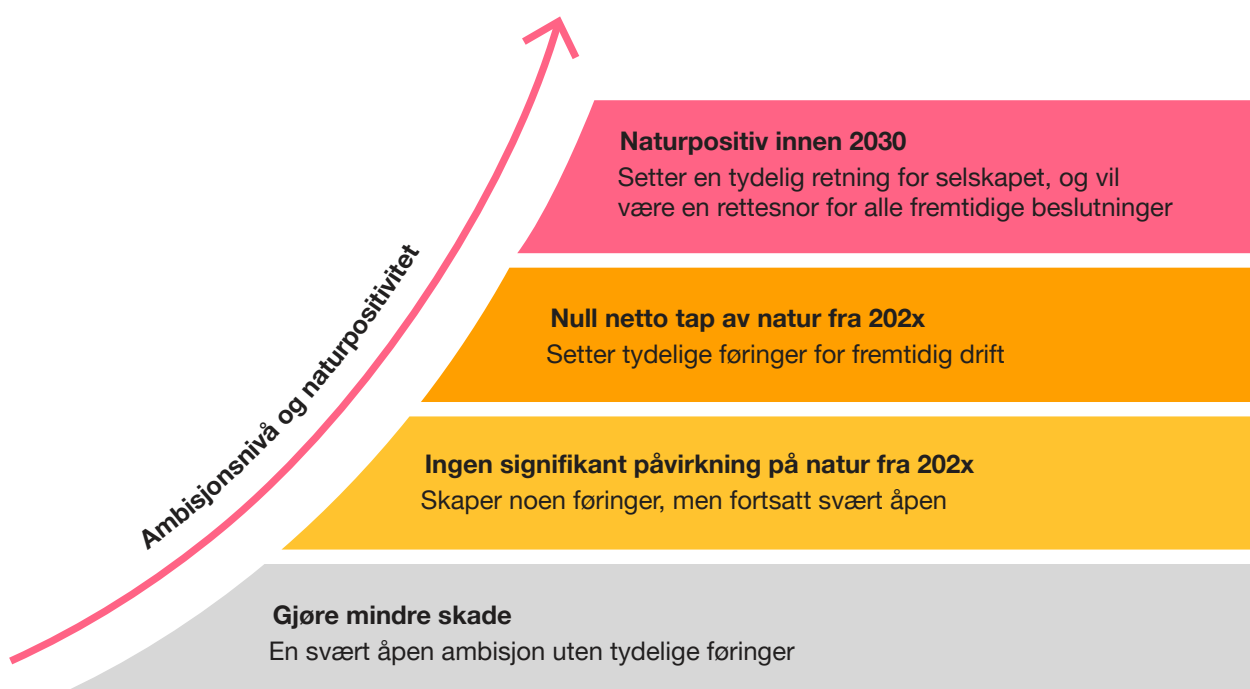 Naturpositiv innen 2030
Setter en tydelig retning for selskapet, og vil
være en rettesnor for alle fremtidige beslutninger
Null netto tap av natur fra 202x
Setter tydelige føringer for fremtidig drift
Ambisjonsnivå og naturpositivitet
Ingen signifikant påvirkning på natur fra 202x
Skaper noen føringer, men fortsatt svært åpen
Gjøre mindre skade
En svært åpen ambisjon uten tydelige føringer